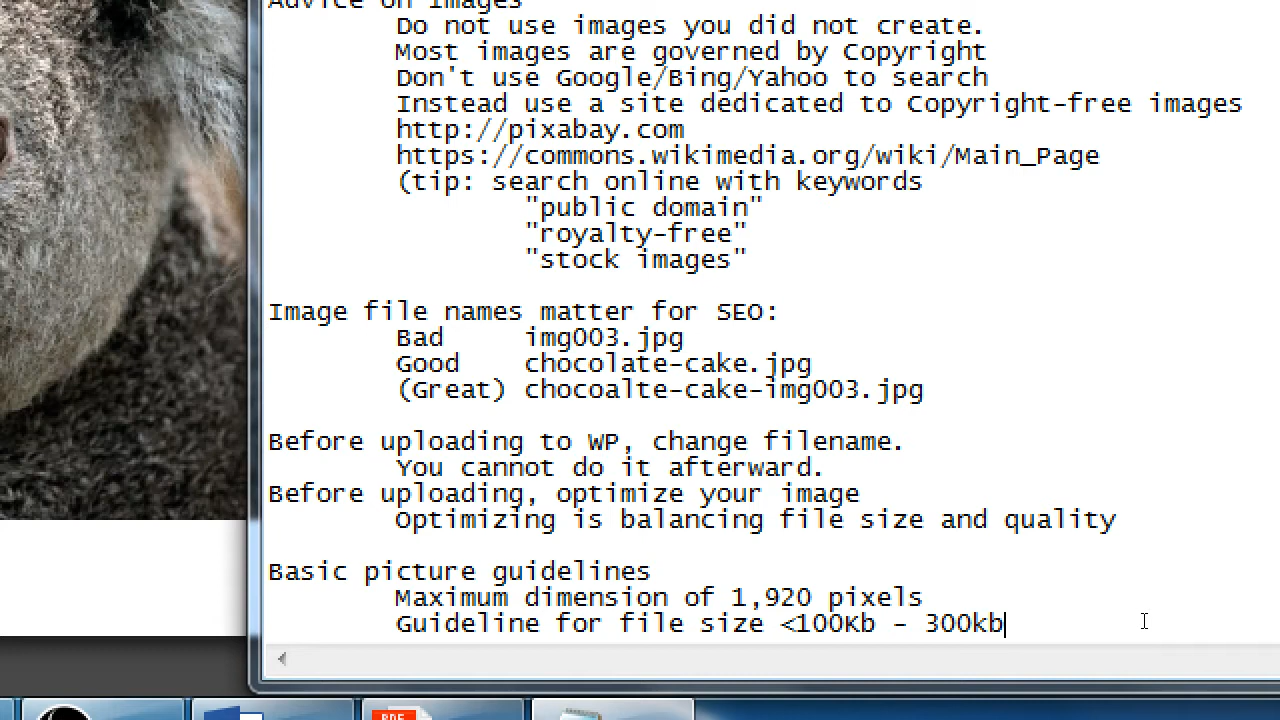 Advice on Images
Do not use images you did not create.
Most images are governed by Copyright
Don't use Google/Bing/Yahoo to search
Instead use a site dedicated to Copyright-free images
http://pixabay.com
https://commons.wikimedia.org/wiki/Main_Page
(tip: search online with keywords
"public domain"
"royalty-free"
"stock images"
Image file names matter for SEO:
Bad img003.jpg
Good chocolate-cake.jpg
(Great) chocoalte-cake-img003.jpg
Before uploading to WP, change filename.
You cannot do it afterward.
Before uploading, optimize your image
Optimizing is balancing file size and quality
Basic picture guidelines
Maximum dimension of 1,920 pixels
Guideline for file size <100Kb - 300kb
PDF